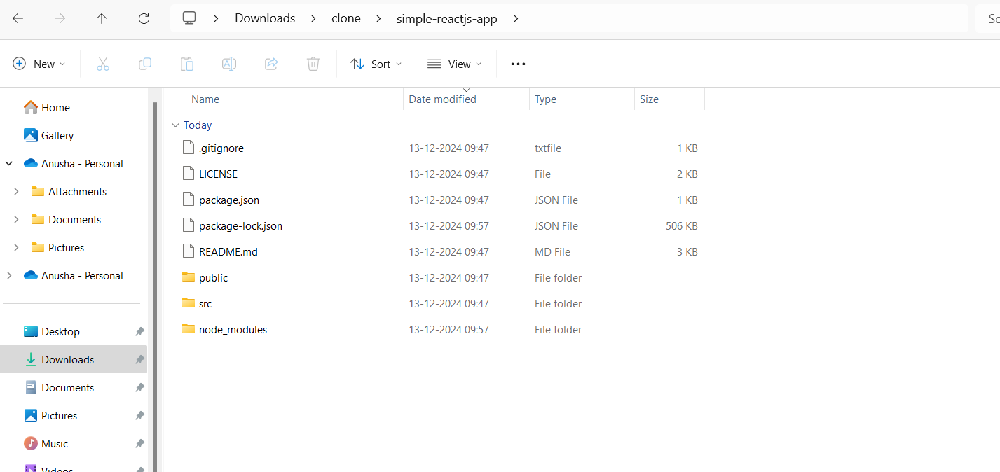 Downloads clone simple-reactjs-app Se
New Sort View
Name Date modified Type Size
Home
Gallery
Anusha - Personal
Attachments
Documents
Pictures
Anusha - Personal
Desktop
Downloads
Documents
Pictures
Music
Videos
Today
.gitignore 13-12-2024 09:47 txtfile 1 KB
LICENSE 13-12-2024 09:47 File 2 KB
package.json 13-12-2024 09:47 JSON File 1 KB
package-lock.json 13-12-2024 09:57 JSON File 506 KB
README.md 13-12-2024 09:47 MD File 3 KB
public 13-12-2024 09:47 File folder
src 13-12-2024 09:47 File folder
node_modules 13-12-2024 09:57 File folder